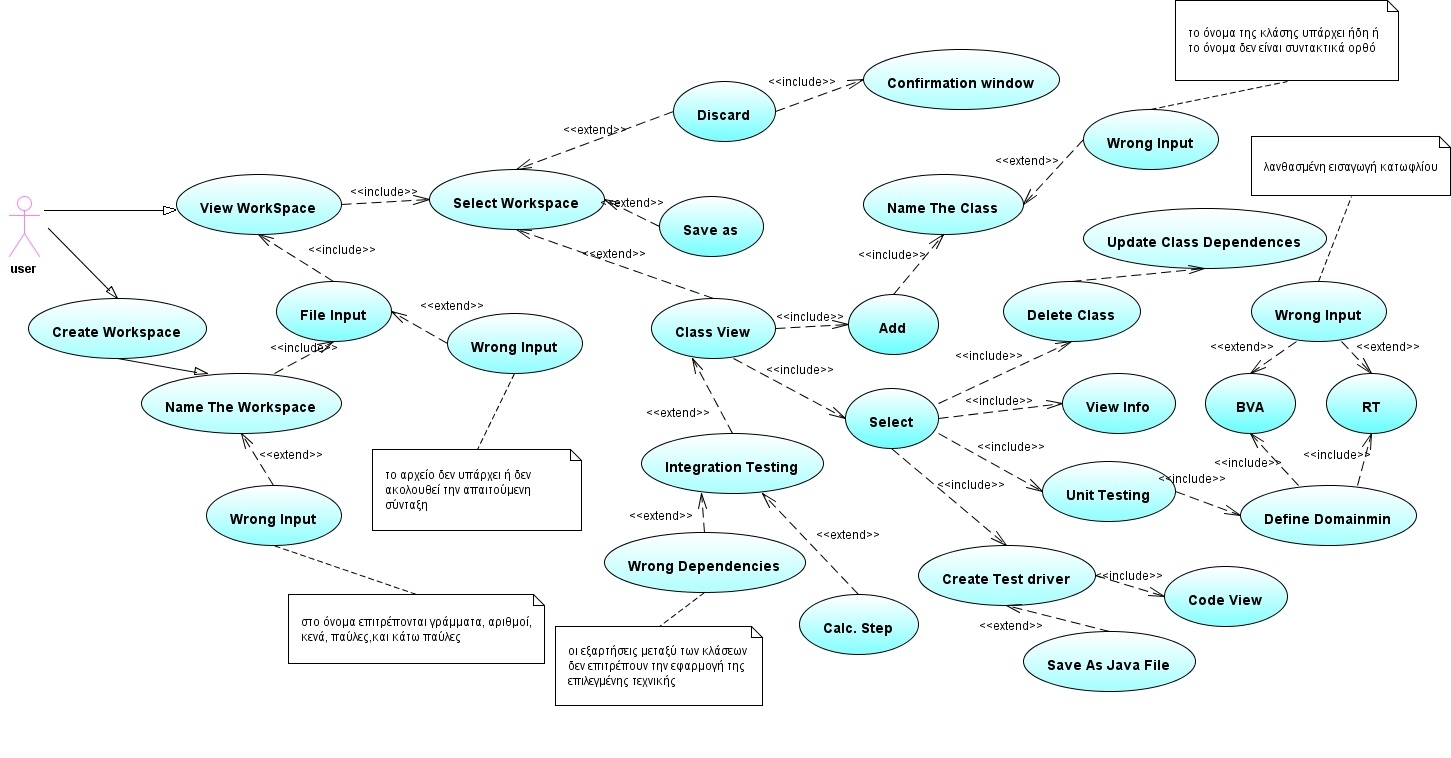 το όνομα της κλάσης υπάρχει ήδη ή
το όνομα δεν είναι συντακτικά ορθό
<<include>>
Confirmation window
Discard
<<extend>>
Wrong Input
<<extend>>
λανθασμένη εισαγωγή κατωφλίου
<<include>>
View WorkSpace
Select Workspace
<<extend>>
Save as
Name The Class
user
<<include>>
<<extend>>
<<include>>
Update Class Dependences
Create Workspace
File Input
<<extend>>
Wrong Input
<<include>>
Class View
<<include>>
Add
Delete Class
Wrong Input
<<extend>>
<<extend>>
<<include>>
<<include>>
Name The Workspace
<<extend>>
Select
<<include>>
View Info
BVA
RT
<<extend>>
Integration Testing
<<include>>
<<include>>
<<include>>
το αρχείο δεν υπάρχει ή δεν
ακολουθεί την απαιτούμενη
σύνταξη
<<include>>
Unit Testing
<<include>>
Wrong Input
<<extend>>
<<extend>>
Define Domainmin
Wrong Dependencies
Create Test driver
<<include>>
Code View
στο όνομα επιτρέπονται γράμματα, αριθμοί,
κενά, παύλες,και κάτω παύλες
Calc. Step
<<extend>>
οι εξαρτήσεις μεταξύ των κλάσεων
δεν επιτρέπουν την εφαρμογή της
επιλεγμένης τεχνικής
Save As Java File